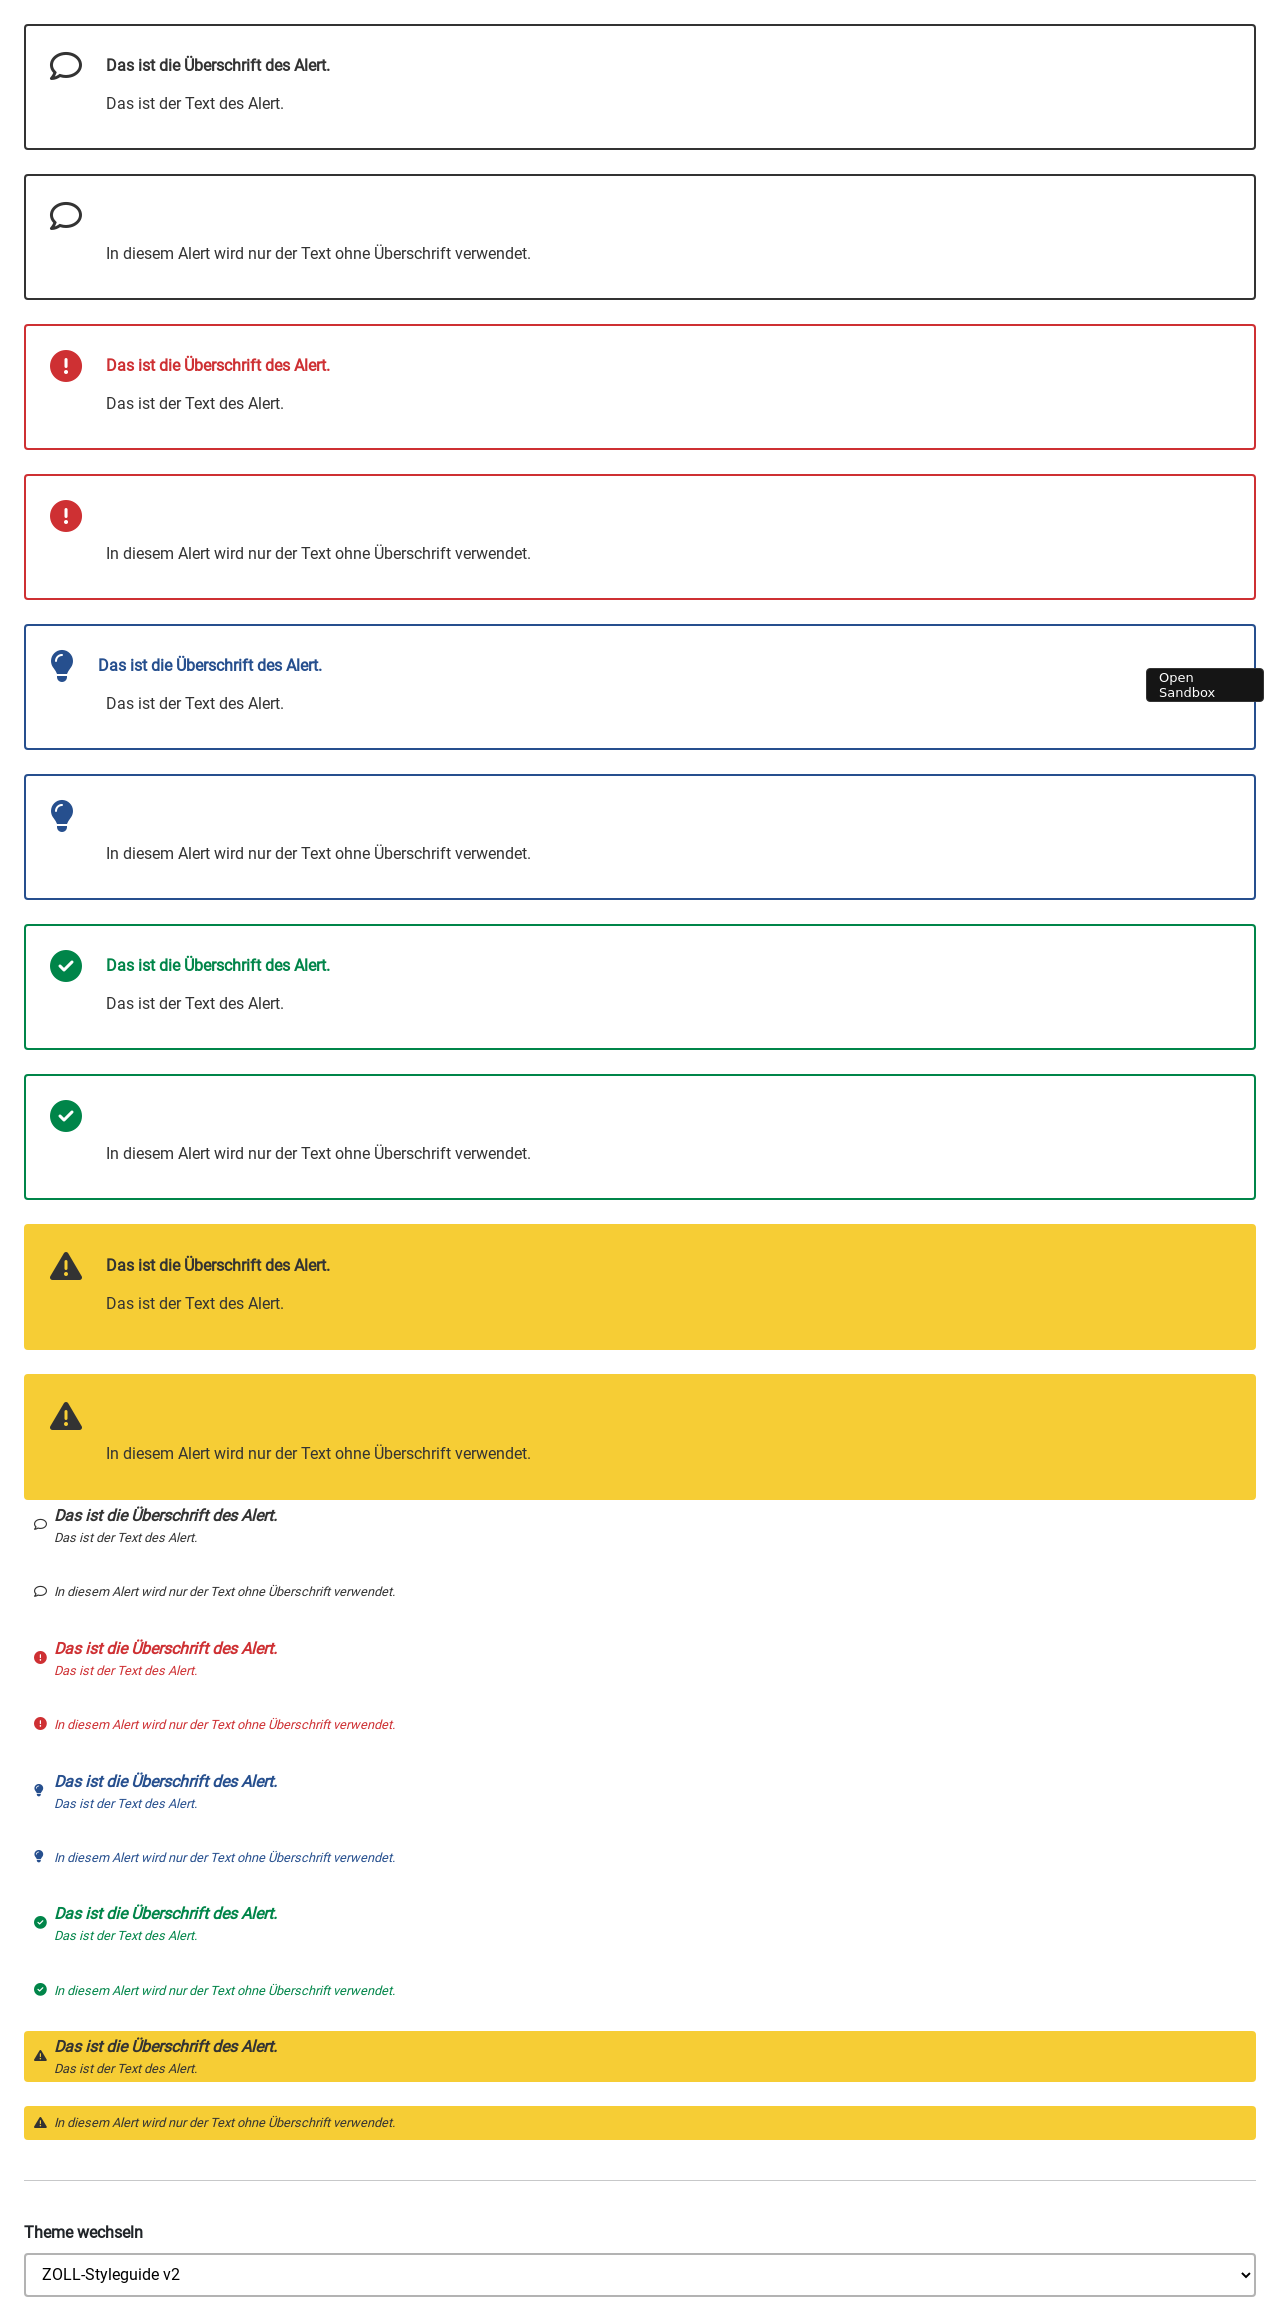 Das ist die Überschrift des Alert.
Das ist der Text des Alert.
In diesem Alert wird nur der Text ohne Überschrift verwendet.
Das ist die Überschrift des Alert.
Das ist der Text des Alert.
In diesem Alert wird nur der Text ohne Überschrift verwendet.
Das ist die Überschrift des Alert.
Open
Sandbox
Das ist der Text des Alert.
In diesem Alert wird nur der Text ohne Überschrift verwendet.
Das ist die Überschrift des Alert.
Das ist der Text des Alert.
In diesem Alert wird nur der Text ohne Überschrift verwendet.
Das ist die Überschrift des Alert.
Das ist der Text des Alert.
In diesem Alert wird nur der Text ohne Überschrift verwendet.
Das ist die Überschrift des Alert.
Das ist der Text des Alert.
In diesem Alert wird nur der Text ohne Überschrift verwendet.
Das ist die Überschrift des Alert.
Das ist der Text des Alert.
In diesem Alert wird nur der Text ohne Überschrift verwendet.
Das ist die Überschrift des Alert.
Das ist der Text des Alert.
In diesem Alert wird nur der Text ohne Überschrift verwendet.
Das ist die Überschrift des Alert.
Das ist der Text des Alert.
In diesem Alert wird nur der Text ohne Überschrift verwendet.
Das ist die Überschrift des Alert.
Das ist der Text des Alert.
In diesem Alert wird nur der Text ohne Überschrift verwendet.
Theme wechseln
ZOLL-Styleguide v2